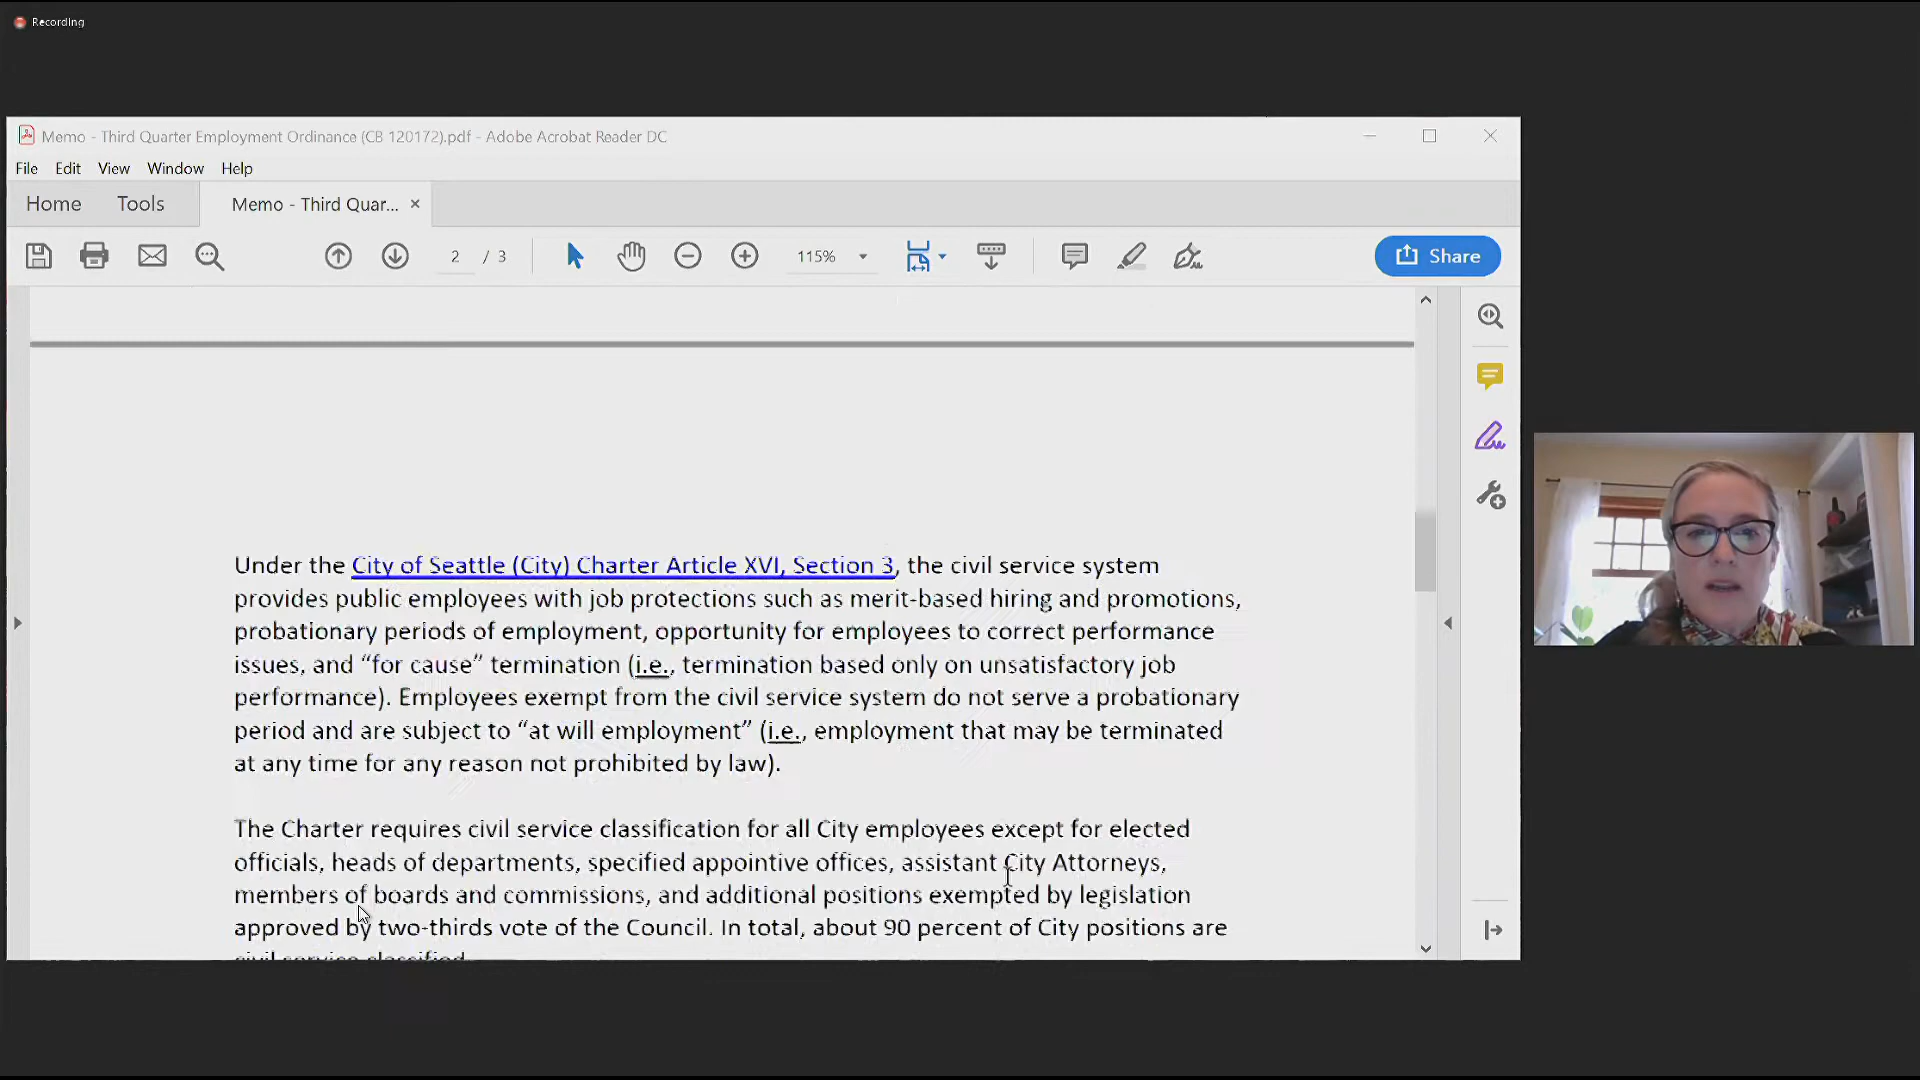 Recording
Memo - Third Quarter Employment Ordinance (CB 120172).pdf - Adobe Acrobat Reader DC
File Edit View Window Help
Home Tools Memo - Third Quar... ×
2 / 3 115% Share
Under the City of Seattle (City) Charter Article XVI, Section 3, the civil service system
provides public employees with job protections such as merit-based hiring and promotions,
probationary periods of employment, opportunity for employees to correct performance
issues, and “for cause” termination (i.e., termination based only on unsatisfactory job
performance). Employees exempt from the civil service system do not serve a probationary
period and are subject to “at will employment” (i.e., employment that may be terminated
at any time for any reason not prohibited by law).
The Charter requires civil service classification for all City employees except for elected
officials, heads of departments, specified appointive offices, assistant City Attorneys,
members of boards and commissions, and additional positions exempted by legislation
approved by two-thirds vote of the Council. In total, about 90 percent of City positions are
civil service classified